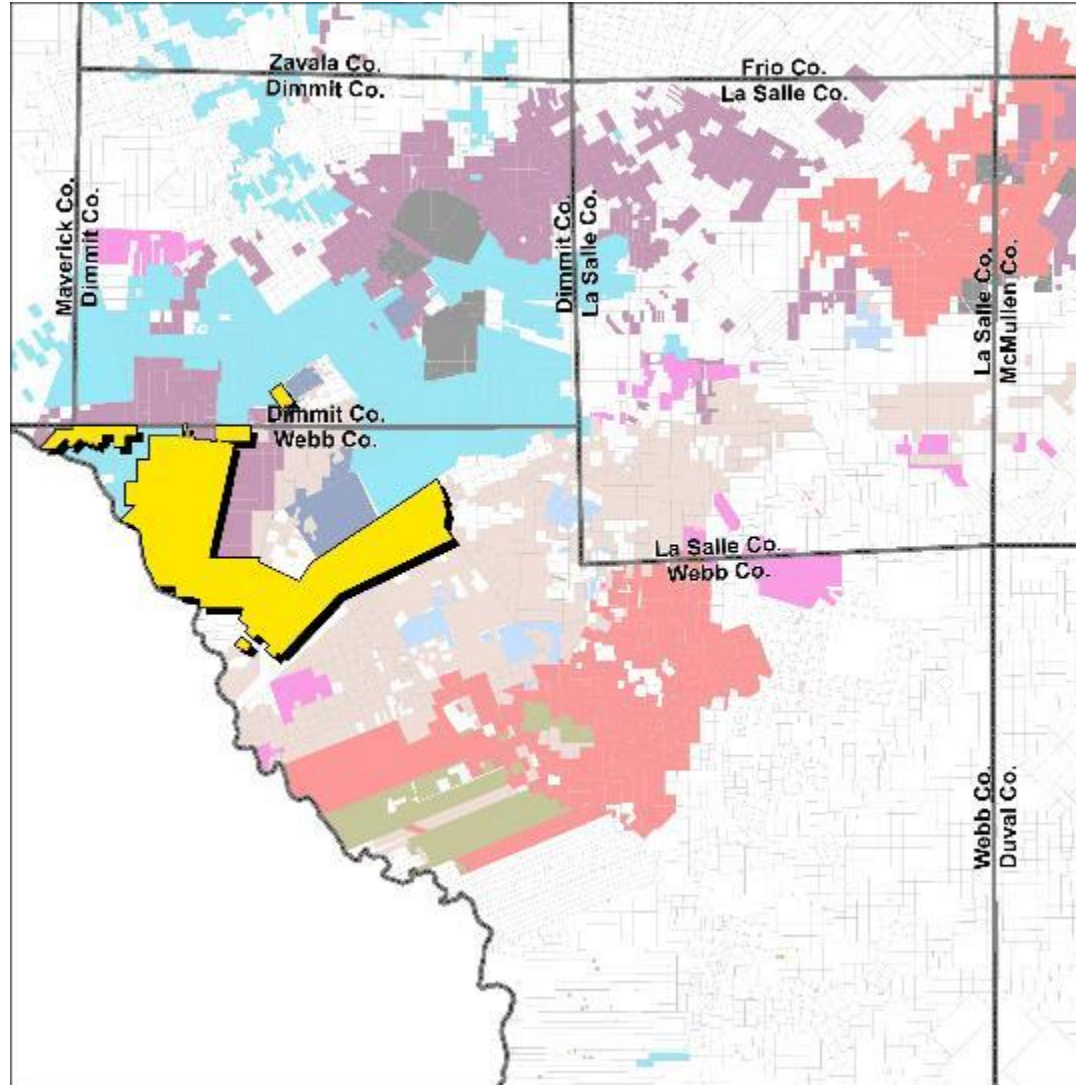 Zavala Co.
Dimmit Co.
Frio Co.
La Salle Co.
Maverick Co.
Dimmit Co.
Dimmit Co.
La Salle Co.
La Salle Co.
McMullen Co.
Dimmit Co.
Webb Co.
La Salle Co.
Webb Co.
Webb Co.
Duval Co.